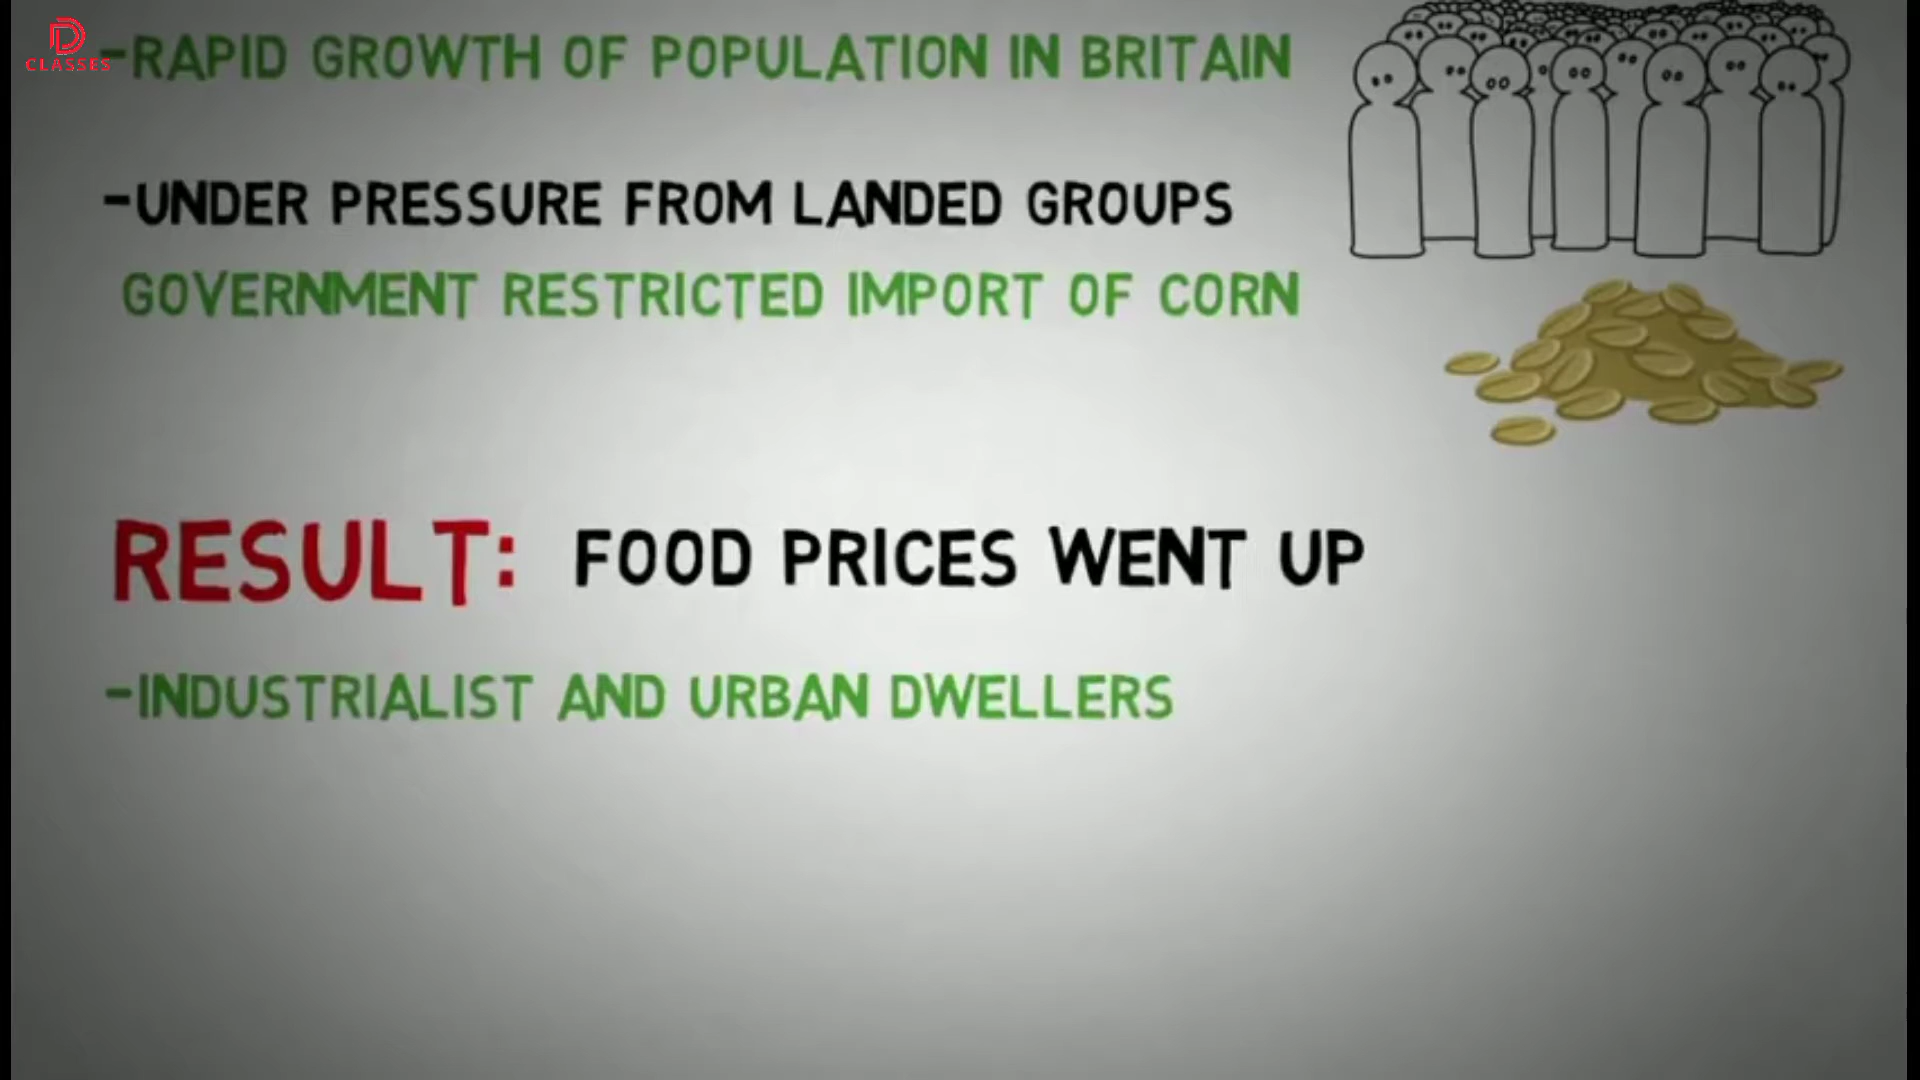 D
CLASSES
-RAPID GROWTH OF POPULATION IN BRITAIN
-UNDER PRESSURE FROM LANDED GROUPS
GOVERNMENT RESTRICTED IMPORT OF CORN
RESULT: FOOD PRICES WENT UP
-INDUSTRIALIST AND URBAN DWELLERS